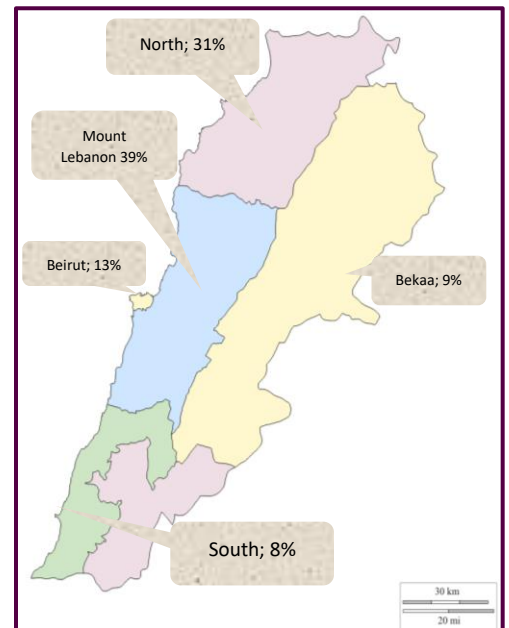 North; 31%
Mount
Lebanon 39%
Beirut; 13%
Bekaa; 9%
South; 8%
30 km
20 mi